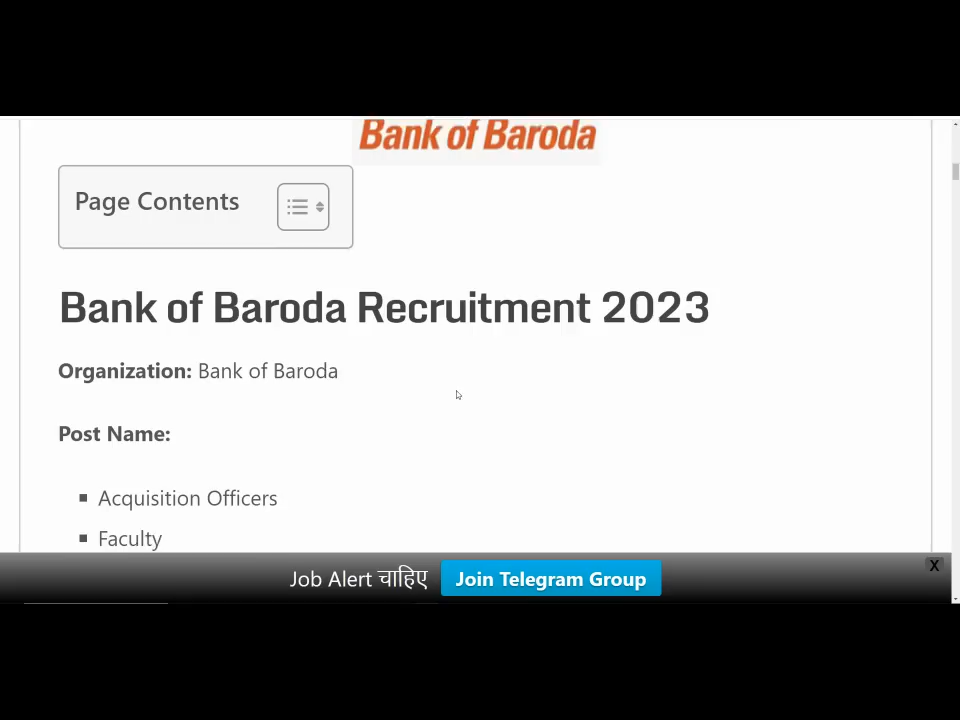 Bank of Baroda
Page Contents
Bank of Baroda Recruitment 2023
Organization: Bank of Baroda
Post Name:
Acquisition Officers
Faculty
Job Alert चाहिए Join Telegram Group
X